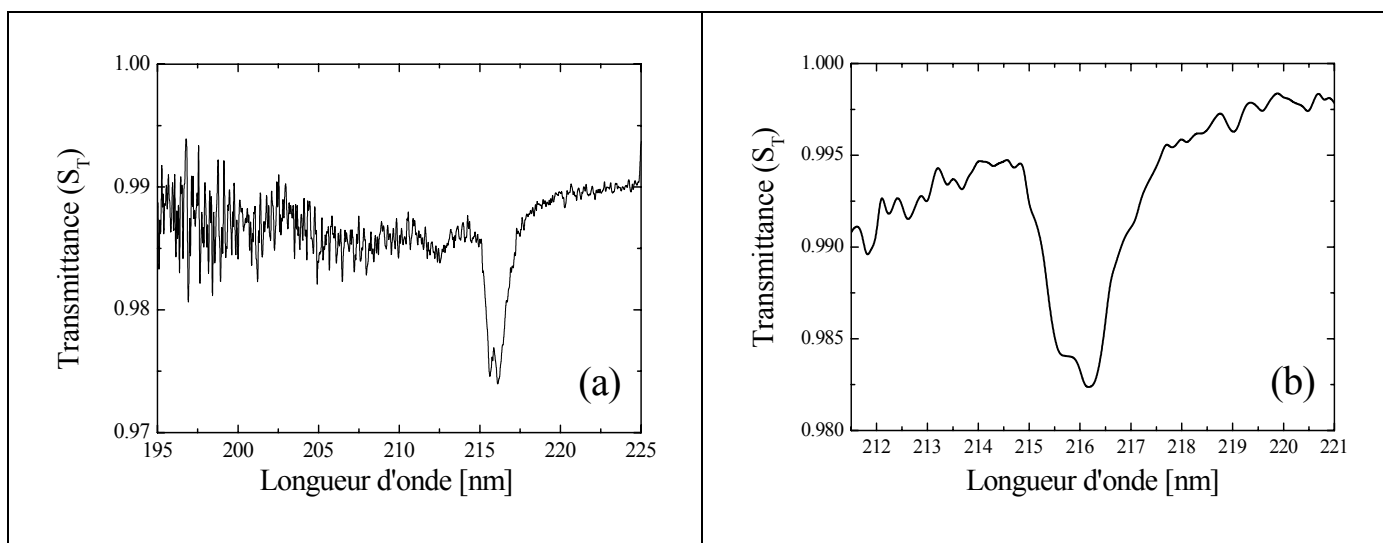 1.00
0.99
0.98
0.97
Transmittance (S_T)
195 200 205 210 215 220 225
Longueur d'onde [nm]
(a)
1.000
0.995
0.990
0.985
0.980
Transmittance (S_T)
212 213 214 215 216 217 218 219 220 221
Longueur d'onde [nm]
(b)